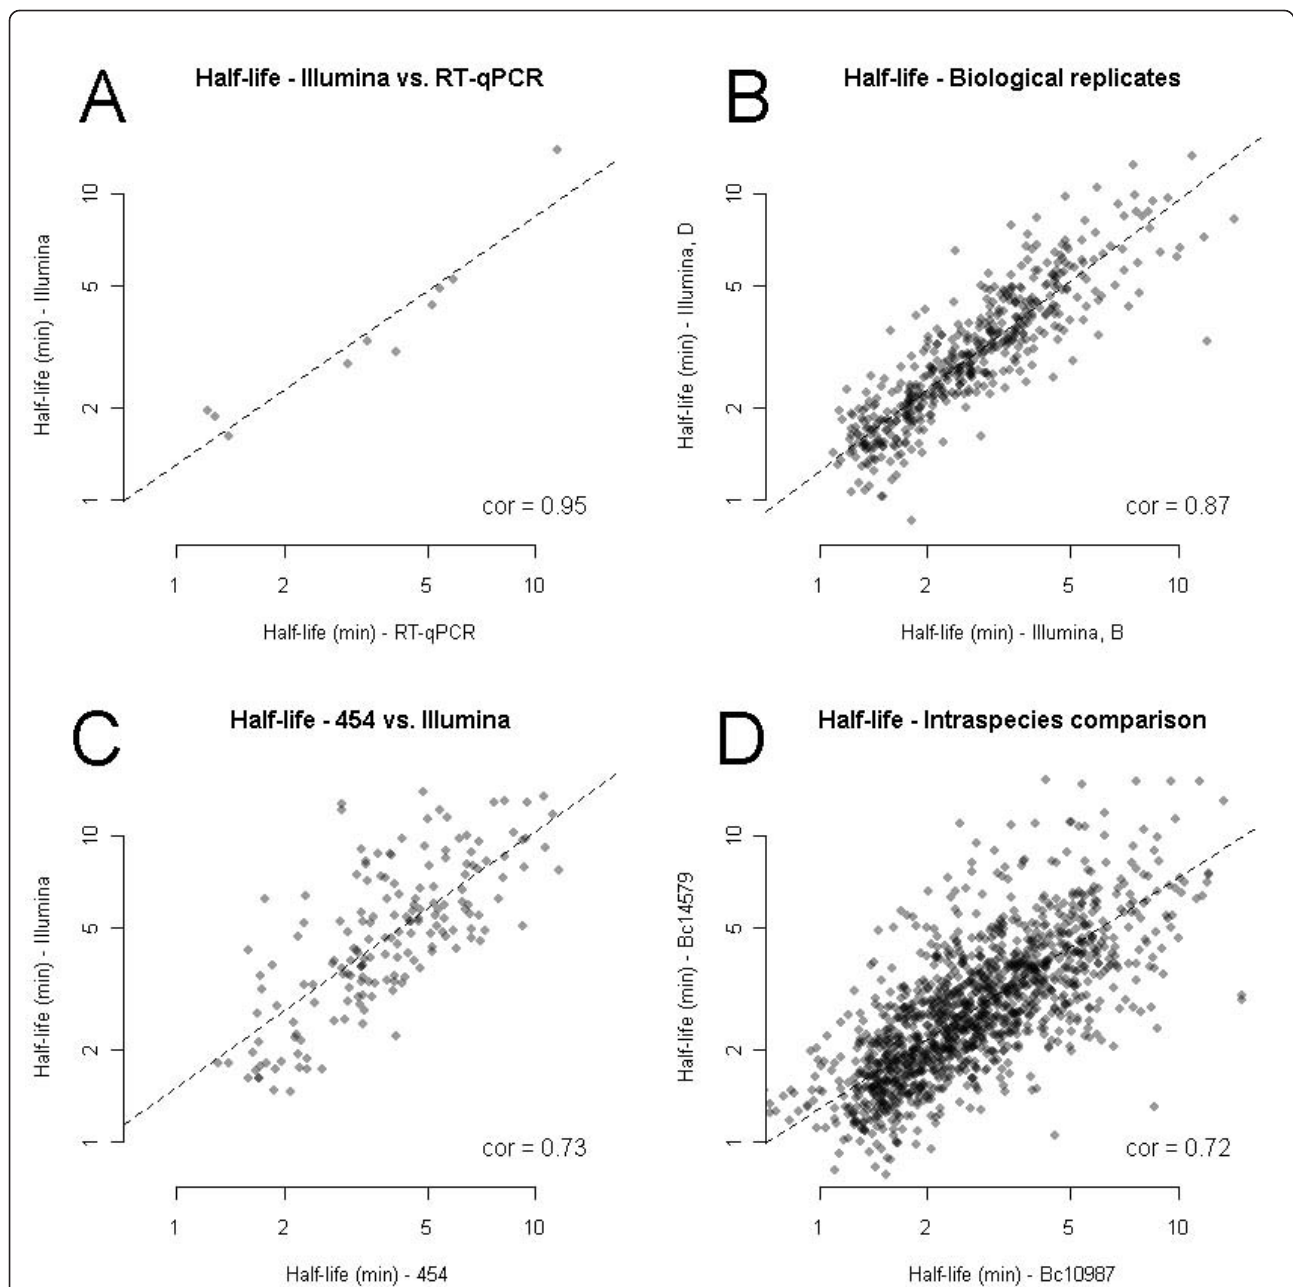 A
Half-life - Illumina vs. RT-qPCR
Half-life (min) - Illumina
10
5
2
1
cor = 0.95
1 2 5 10
Half-life (min) - RT-qPCR
B
Half-life - Biological replicates
Half-life (min) - Illumina, D
10
5
2
1
cor = 0.87
1 2 5 10
Half-life (min) - Illumina, B
C
Half-life - 454 vs. Illumina
Half-life (min) - Illumina
10
5
2
1
cor = 0.73
1 2 5 10
Half-life (min) - 454
D
Half-life - Intraspecies comparison
Half-life (min) - Bc14579
10
5
2
1
cor = 0.72
1 2 5 10
Half-life (min) - Bc10987